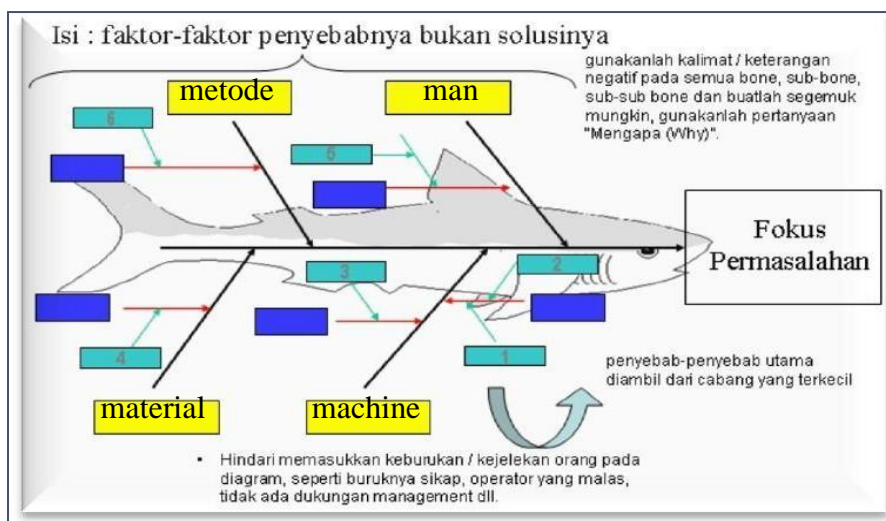 Isi : faktor-faktor penyebabnya bukan solusinya
gunakanlah kalimat / keterangan
negatif pada semua bone, sub-bone,
sub-sub bone dan buatlah segemuk
mungkin, gunakanlah pertanyaan
"Mengapa (Why)".
metode
man
6
5
Fokus
Permasalahan
3
2
4
1
penyebab-penyebab utama
diambil dari cabang yang terkecil
material
machine
• Hindari memasukkan keburukan / kejelekan orang pada
diagram, seperti buruknya sikap, operator yang malas,
tidak ada dukungan management dll.